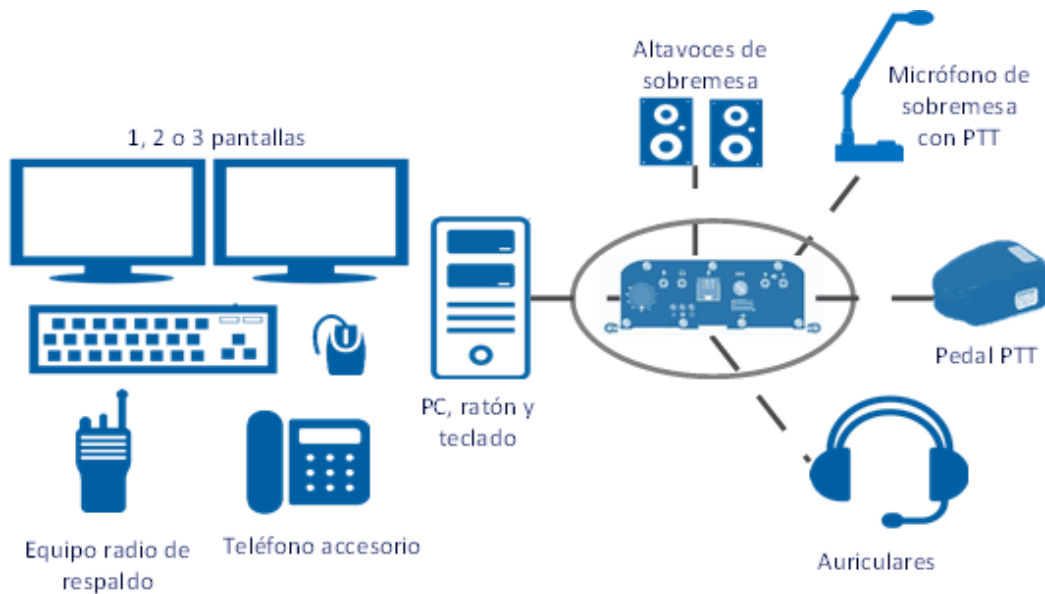 1, 2 o 3 pantallas
Altavoces de
sobremesa
Micrófono de
sobremesa
con PTT
PC, ratón y
teclado
Pedal PTT
Equipo radio de
respaldo
Teléfono accesorio
Auriculares